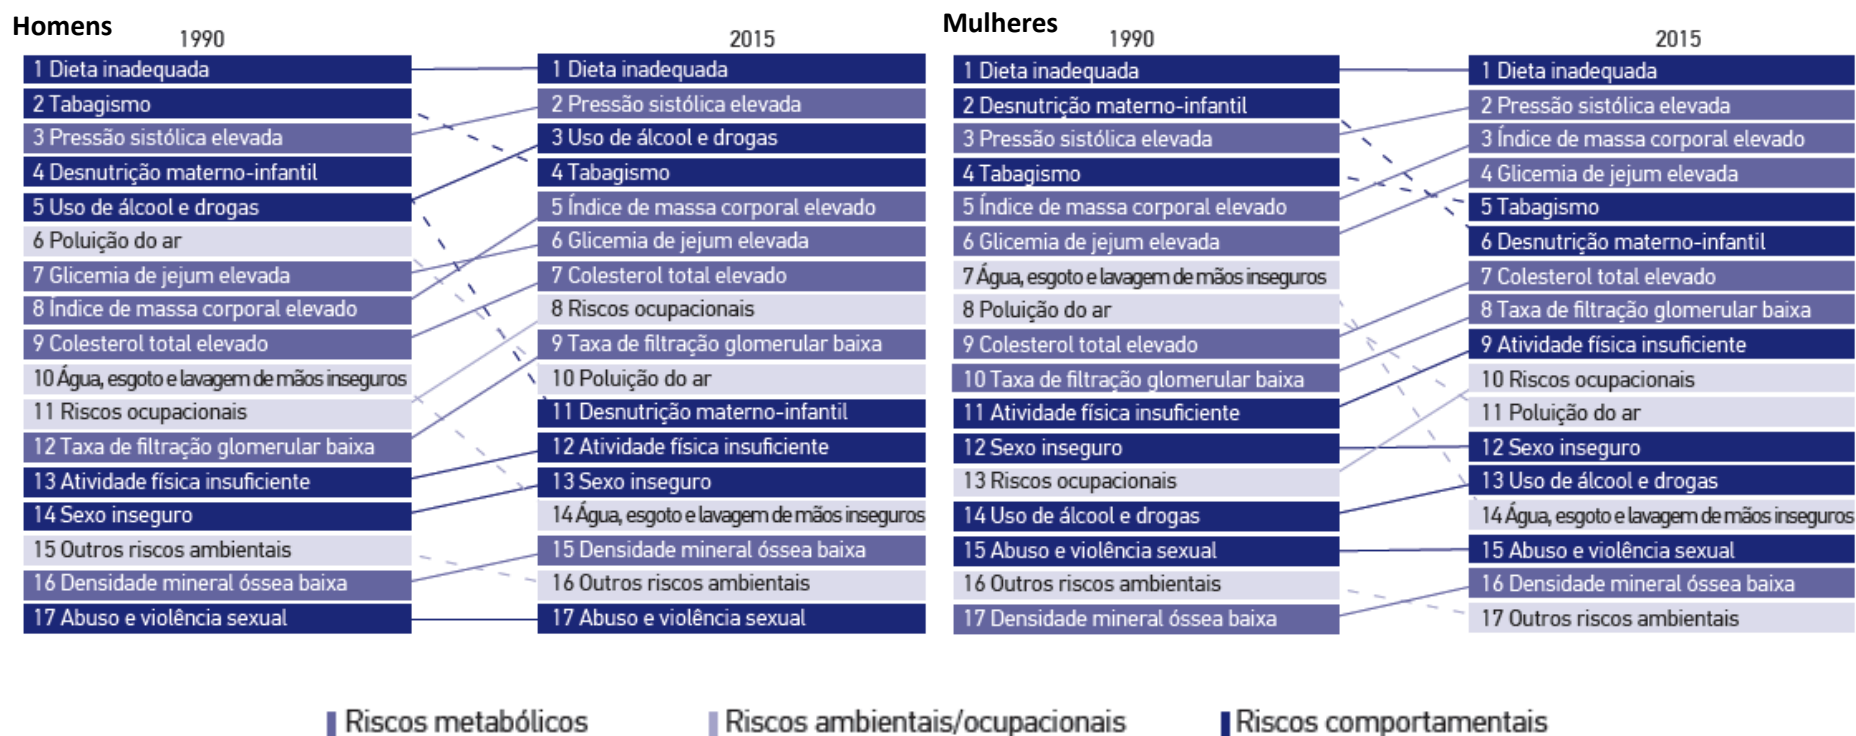 Homens
1990
1 Dieta inadequada
2 Tabagismo
3 Pressão sistólica elevada
4 Desnutrição materno-infantil
5 Uso de álcool e drogas
6 Poluição do ar
7 Glicemia de jejum elevada
8 Índice de massa corporal elevado
9 Colesterol total elevado
10 Água, esgoto e lavagem de mãos inseguros
11 Riscos ocupacionais
12 Taxa de filtração glomerular baixa
13 Atividade física insuficiente
14 Sexo inseguro
15 Outros riscos ambientais
16 Densidade mineral óssea baixa
17 Abuso e violência sexual
2015
1 Dieta inadequada
2 Pressão sistólica elevada
3 Uso de álcool e drogas
4 Tabagismo
5 Índice de massa corporal elevado
6 Glicemia de jejum elevada
7 Colesterol total elevado
8 Riscos ocupacionais
9 Taxa de filtração glomerular baixa
10 Poluição do ar
11 Desnutrição materno-infantil
12 Atividade física insuficiente
13 Sexo inseguro
14 Água, esgoto e lavagem de mãos inseguros
15 Densidade mineral óssea baixa
16 Outros riscos ambientais
17 Abuso e violência sexual
Mulheres
1990
1 Dieta inadequada
2 Desnutrição materno-infantil
3 Pressão sistólica elevada
4 Tabagismo
5 Índice de massa corporal elevado
6 Glicemia de jejum elevada
7 Água, esgoto e lavagem de mãos inseguros
8 Poluição do ar
9 Colesterol total elevado
10 Taxa de filtração glomerular baixa
11 Atividade física insuficiente
12 Sexo inseguro
13 Riscos ocupacionais
14 Uso de álcool e drogas
15 Abuso e violência sexual
16 Outros riscos ambientais
17 Densidade mineral óssea baixa
2015
1 Dieta inadequada
2 Pressão sistólica elevada
3 Índice de massa corporal elevado
4 Glicemia de jejum elevada
5 Tabagismo
6 Desnutrição materno-infantil
7 Colesterol total elevado
8 Taxa de filtração glomerular baixa
9 Atividade física insuficiente
10 Riscos ocupacionais
11 Poluição do ar
12 Sexo inseguro
13 Uso de álcool e drogas
14 Água, esgoto e lavagem de mãos inseguros
15 Abuso e violência sexual
16 Densidade mineral óssea baixa
17 Outros riscos ambientais
Riscos metabólicos
Riscos ambientais/ocupacionais
Riscos comportamentais